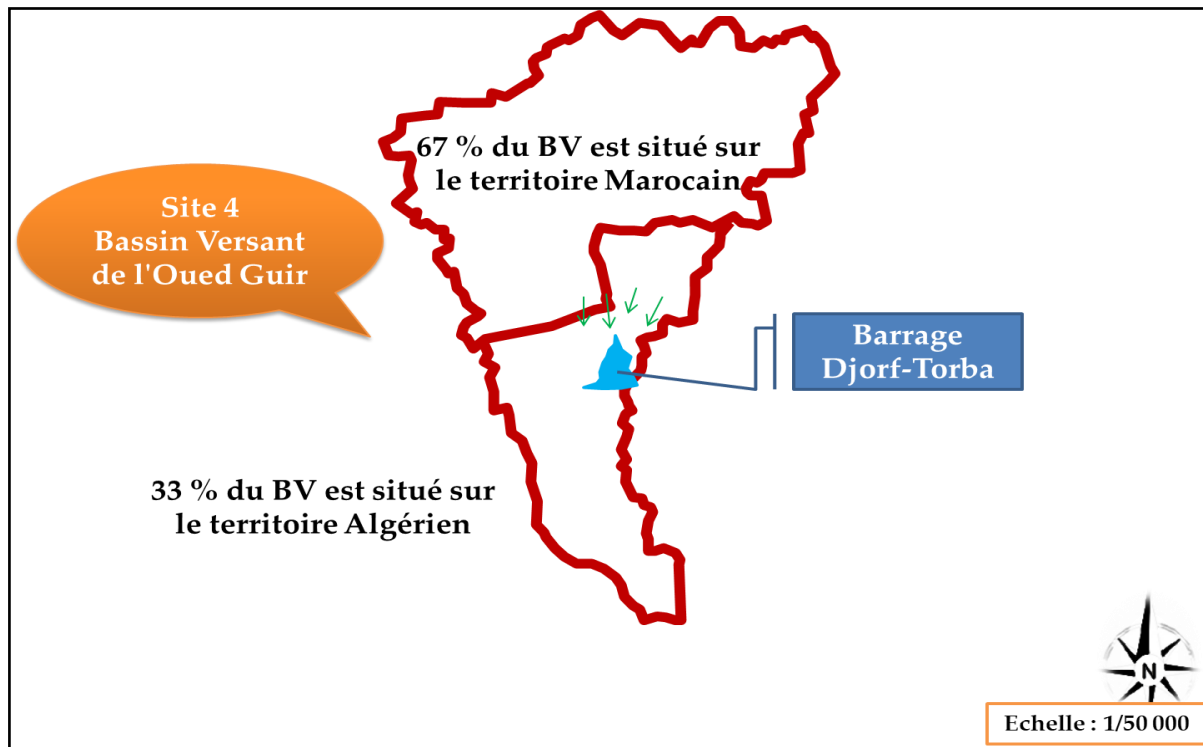 67 % du BV est situé sur
le territoire Marocain
Site 4
Bassin Versant
de l'Oued Guir
Barrage
Djorf-Torba
33 % du BV est situé sur
le territoire Algérien
N
Echelle : 1/50 000